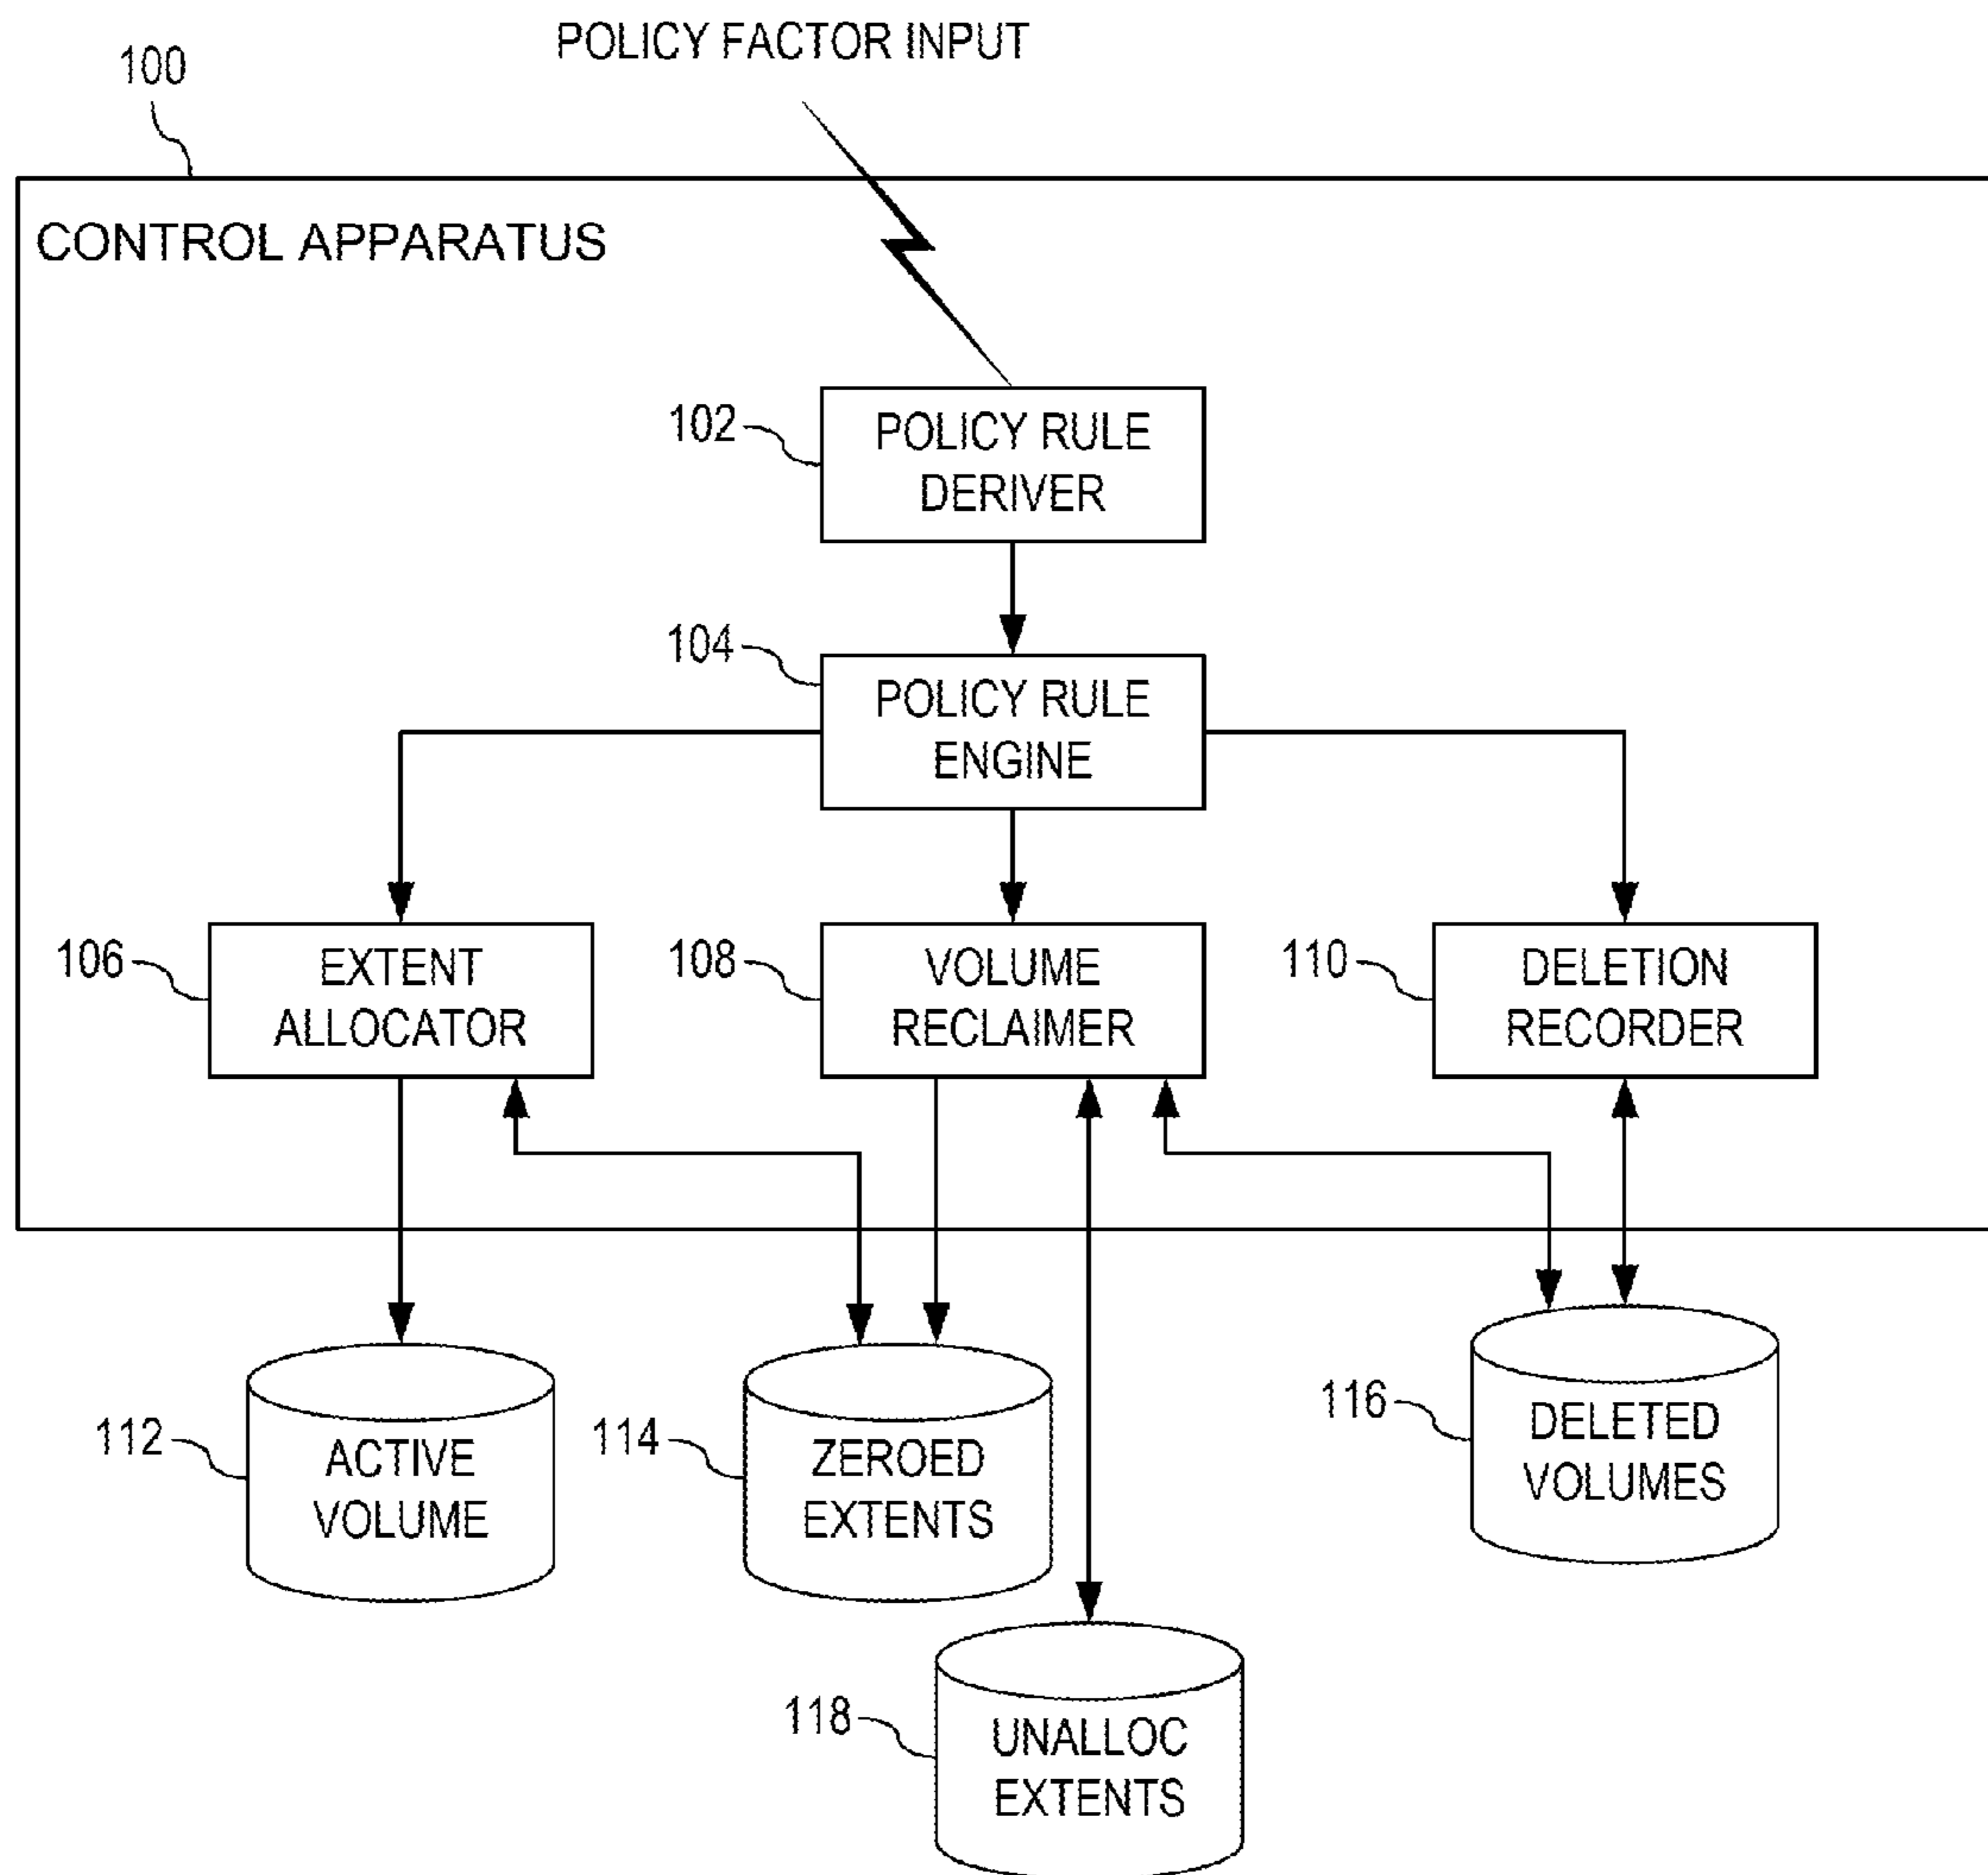 POLICY FACTOR INPUT
100
CONTROL APPARATUS
102
POLICY RULE
DERIVER
104
POLICY RULE
ENGINE
106
EXTENT
ALLOCATOR
108
VOLUME
RECLAIMER
110
DELETION
RECORDER
112
ACTIVE
VOLUME
114
ZEROED
EXTENTS
116
DELETED
VOLUMES
118
UNALLOC
EXTENTS